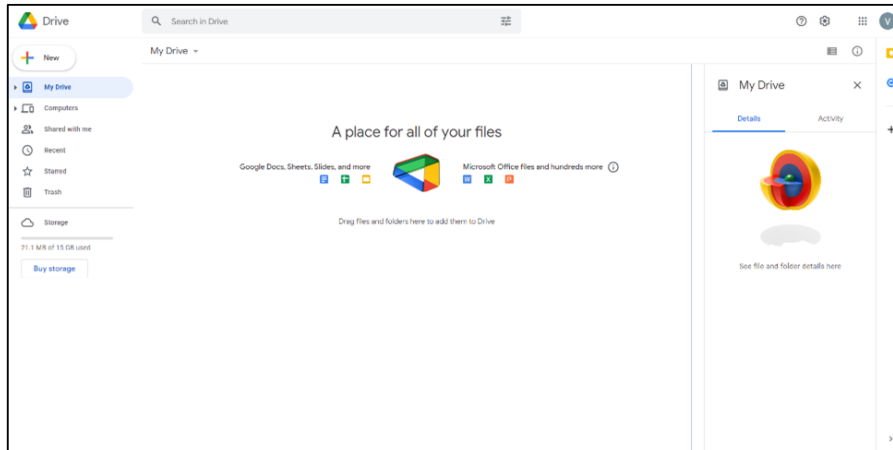 Drive
Search in Drive
V
New
My Drive
My Drive
Computers
Shared with me
Recent
Starred
Trash
Storage
21.1 MB of 15 GB used
Buy storage
A place for all of your files
Google Docs, Sheets, Slides, and more
Microsoft Office files and hundreds more
W X P
Drag files and folders here to add them to Drive
My Drive
Details Activity
See file and folder details here